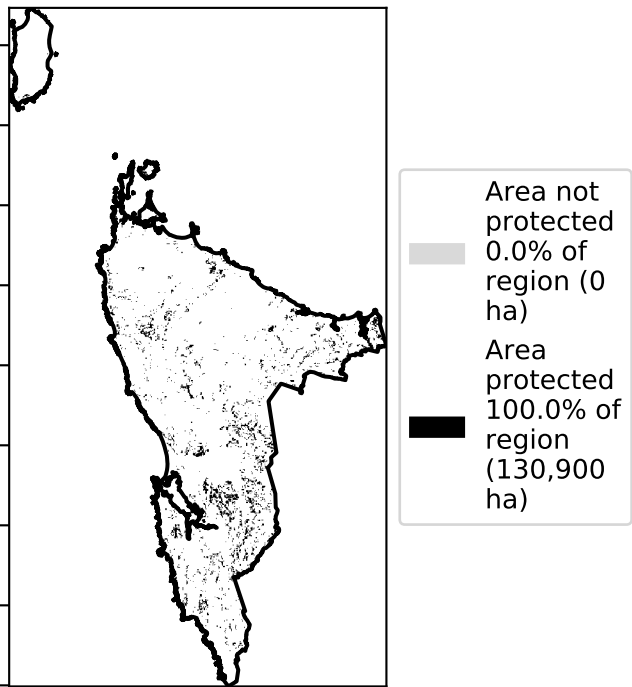 Area not
protected
0.0% of
region (0
ha)
Area
protected
100.0% of
region
(130,900
ha)